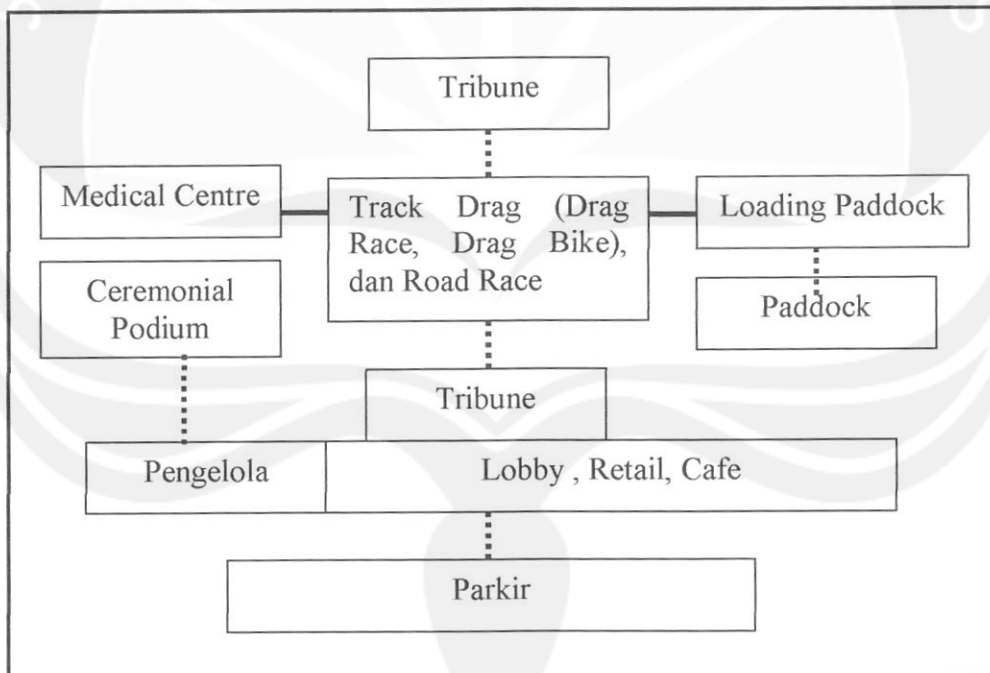 Tribune
Medical Centre
Track Drag (Drag
Race, Drag Bike),
dan Road Race
Loading Paddock
Ceremonial
Podium
Paddock
Tribune
Pengelola
Lobby , Retail, Cafe
Parkir